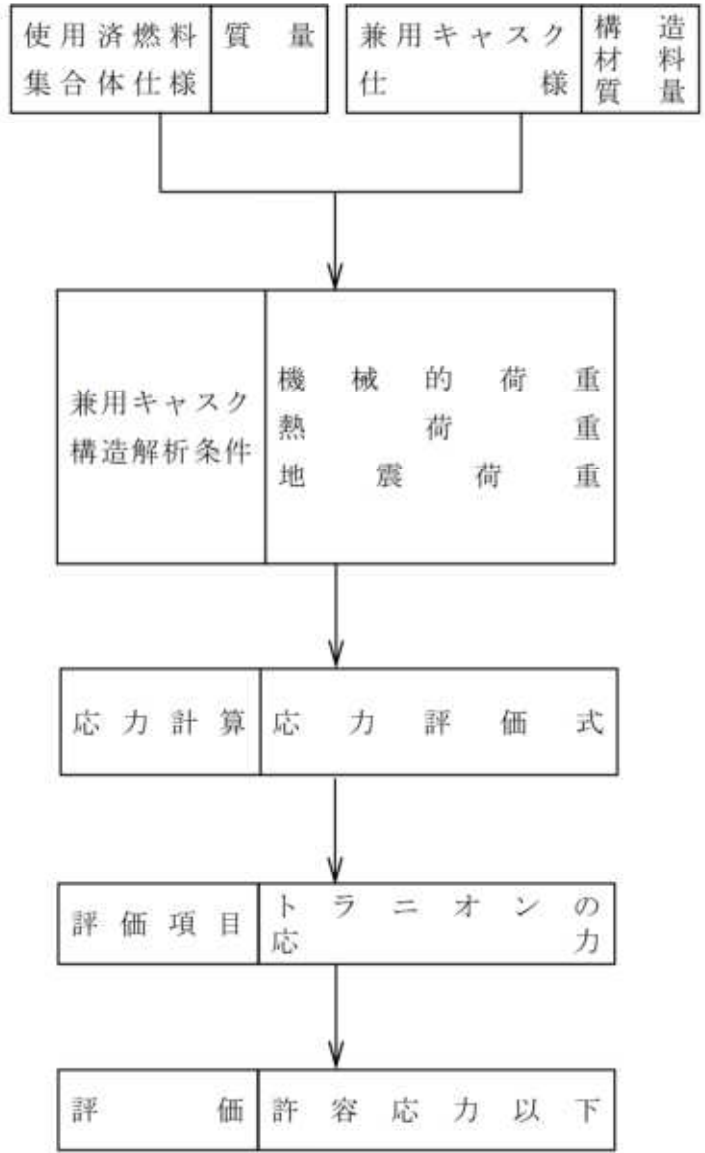 使用済燃料
集合体仕様
質量
兼用キャスク
仕様
構造
材料
質量
兼用キャスク
構造解析条件
機械的荷重
熱荷重
地震荷重
応力計算
応力評価式
評価項目
トラニオンの
応力
評価
許容応力以下